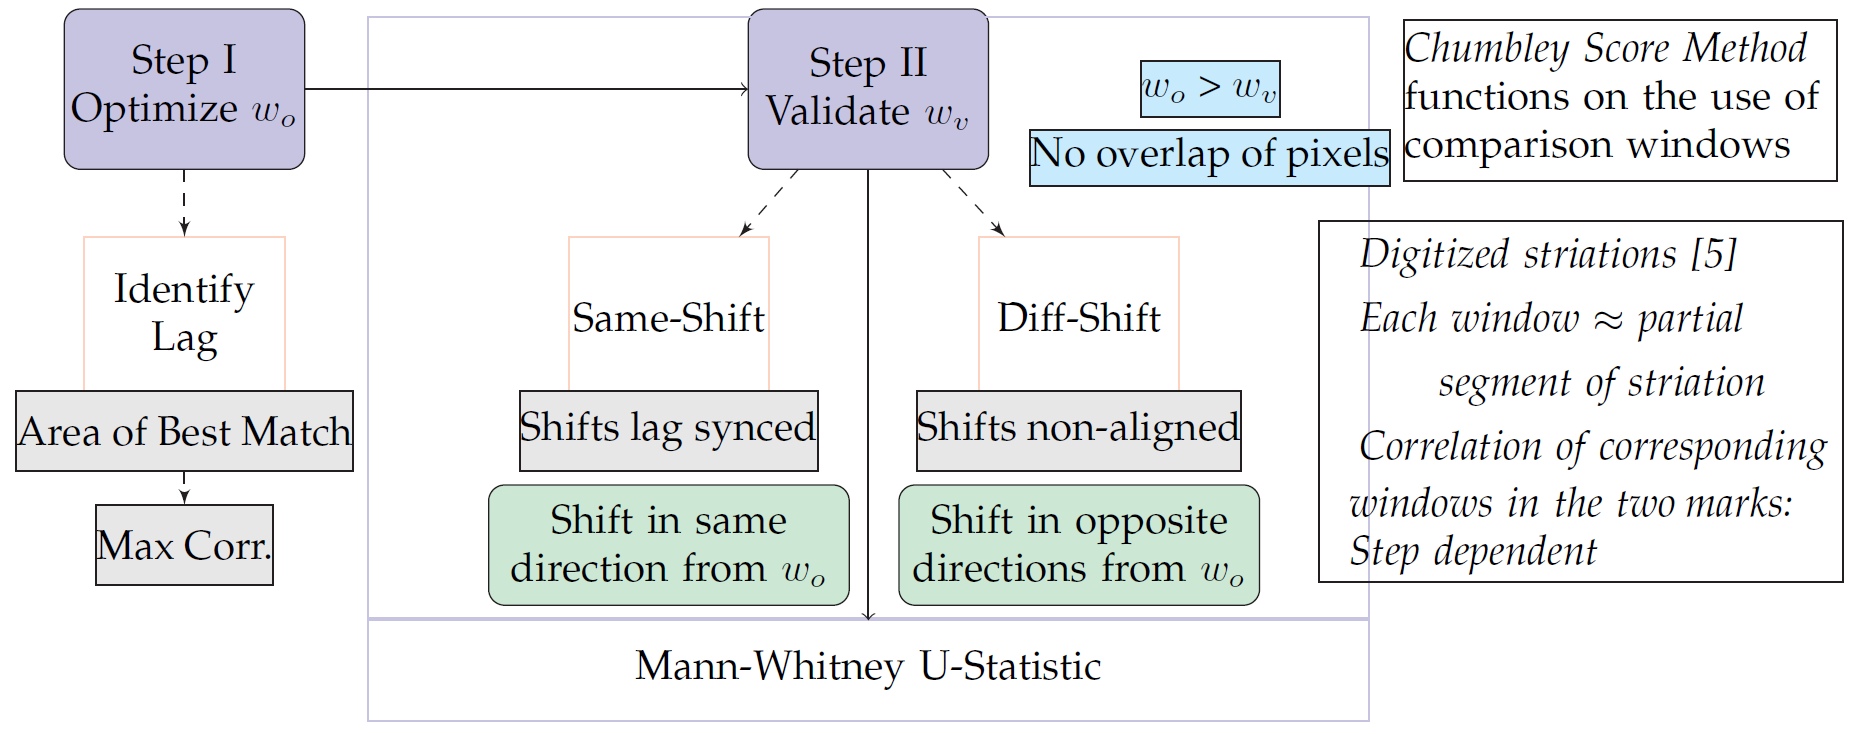 Step I
Optimize w_o
Identify
Lag
Area of Best Match
Max Corr.
Step II
Validate w_v
w_o > w_v
No overlap of pixels
Same-Shift
Shifts lag synced
Shift in same
direction from w_o
Diff-Shift
Shifts non-aligned
Shift in opposite
directions from w_o
Mann-Whitney U-Statistic
Chumbley Score Method
functions on the use of
comparison windows
Digitized striations [5]
Each window ≈ partial
segment of striation
Correlation of corresponding
windows in the two marks:
Step dependent